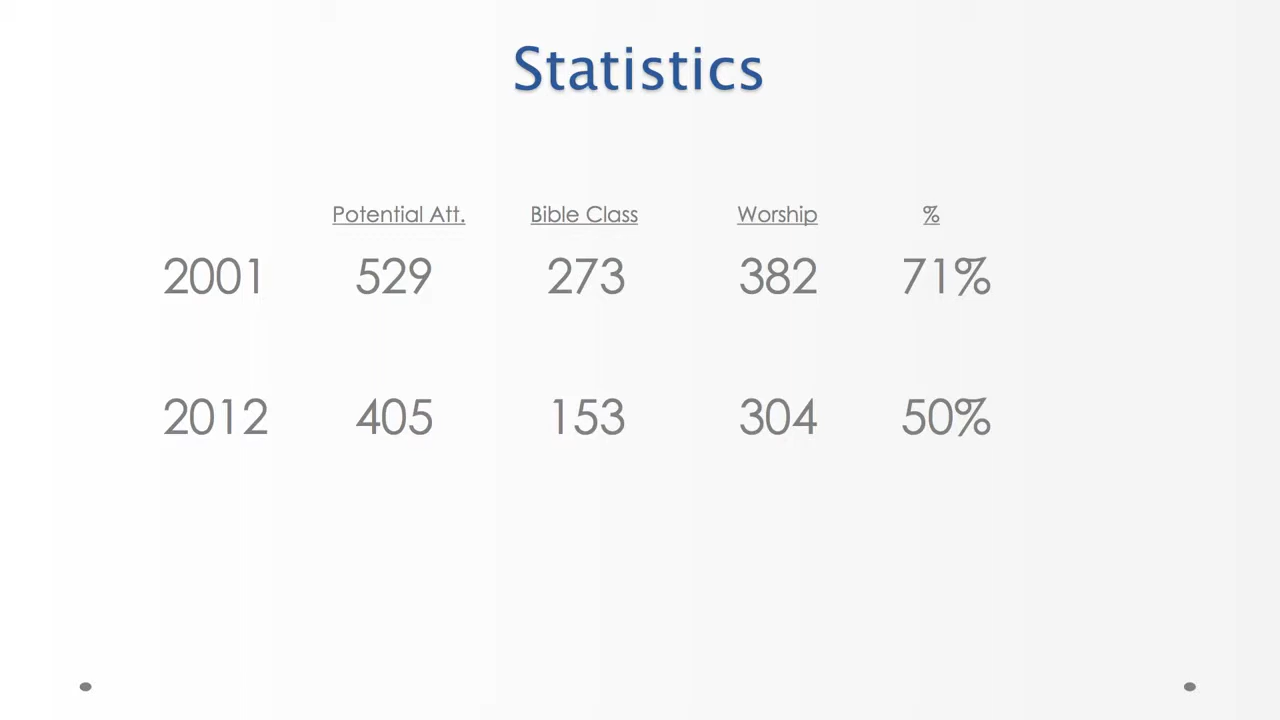 Statistics
Potential Att. Bible Class Worship %
2001 529 273 382 71%
2012 405 153 304 50%